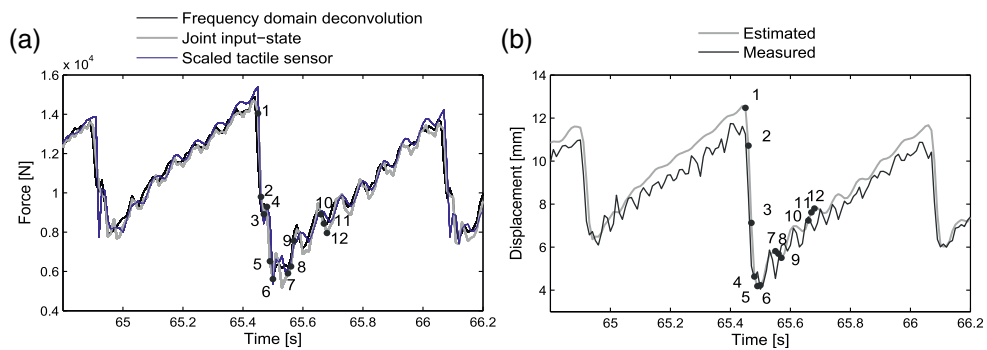 Frequency domain deconvolution
Joint input−state
Scaled tactile sensor
(a)
x 10⁴
1.6
1.4
1.2
1
0.8
0.6
0.4
Force [N]
65 65.2 65.4 65.6 65.8 66 66.2
Time [s]
1
2
3
4
5
6
7
8
9
10
11
12
Estimated
Measured
(b)
14
12
10
8
6
4
2
Displacement [mm]
65 65.2 65.4 65.6 65.8 66 66.2
Time [s]
1
2
3
4
5
6
7
8
9
10
11
12